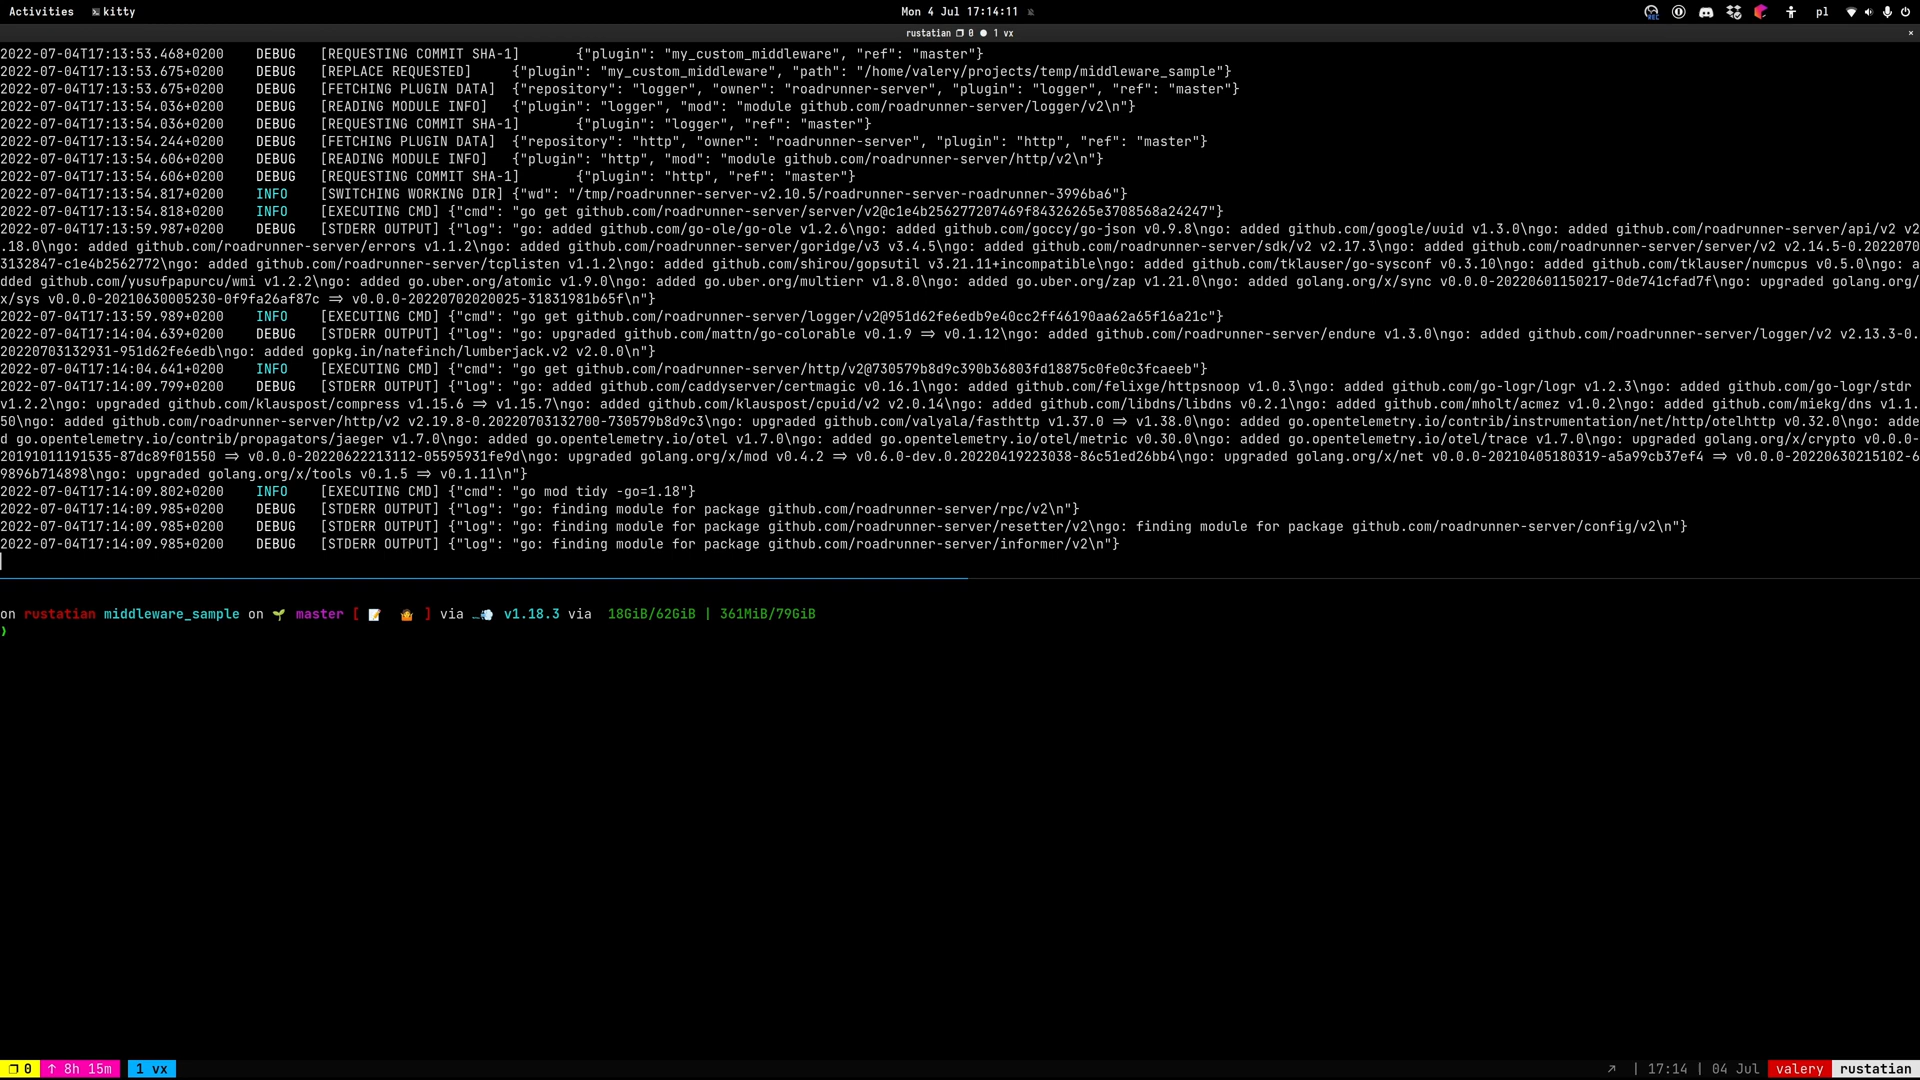 Activities kitty Mon 4 Jul 17:14:11 pl
rustatian 0 ● 1 vx ×
2022-07-04T17:13:53.468+0200 DEBUG [REQUESTING COMMIT SHA-1] {"plugin": "my_custom_middleware", "ref": "master"}
2022-07-04T17:13:53.675+0200 DEBUG [REPLACE REQUESTED] {"plugin": "my_custom_middleware", "path": "/home/valery/projects/temp/middleware_sample"}
2022-07-04T17:13:53.675+0200 DEBUG [FETCHING PLUGIN DATA] {"repository": "logger", "owner": "roadrunner-server", "plugin": "logger", "ref": "master"}
2022-07-04T17:13:54.036+0200 DEBUG [READING MODULE INFO] {"plugin": "logger", "mod": "module github.com/roadrunner-server/logger/v2\n"}
2022-07-04T17:13:54.036+0200 DEBUG [REQUESTING COMMIT SHA-1] {"plugin": "logger", "ref": "master"}
2022-07-04T17:13:54.244+0200 DEBUG [FETCHING PLUGIN DATA] {"repository": "http", "owner": "roadrunner-server", "plugin": "http", "ref": "master"}
2022-07-04T17:13:54.606+0200 DEBUG [READING MODULE INFO] {"plugin": "http", "mod": "module github.com/roadrunner-server/http/v2\n"}
2022-07-04T17:13:54.606+0200 DEBUG [REQUESTING COMMIT SHA-1] {"plugin": "http", "ref": "master"}
2022-07-04T17:13:54.817+0200 INFO [SWITCHING WORKING DIR] {"wd": "/tmp/roadrunner-server-v2.10.5/roadrunner-server-roadrunner-3996ba6"}
2022-07-04T17:13:54.818+0200 INFO [EXECUTING CMD] {"cmd": "go get github.com/roadrunner-server/server/v2@c1e4b256277207469f84326265e3708568a24247"}
2022-07-04T17:13:59.987+0200 DEBUG [STDERR OUTPUT] {"log": "go: added github.com/go-ole/go-ole v1.2.6\ngo: added github.com/goccy/go-json v0.9.8\ngo: added github.com/google/uuid v1.3.0\ngo: added github.com/roadrunner-server/api/v2 v2
.18.0\ngo: added github.com/roadrunner-server/errors v1.1.2\ngo: added github.com/roadrunner-server/goridge/v3 v3.4.5\ngo: added github.com/roadrunner-server/sdk/v2 v2.17.3\ngo: added github.com/roadrunner-server/server/v2 v2.14.5-0.2022070
3132847-c1e4b2562772\ngo: added github.com/roadrunner-server/tcplisten v1.1.2\ngo: added github.com/shirou/gopsutil v3.21.11+incompatible\ngo: added github.com/tklauser/go-sysconf v0.3.10\ngo: added github.com/tklauser/numcpus v0.5.0\ngo: a
dded github.com/yusufpapurcu/wmi v1.2.2\ngo: added go.uber.org/atomic v1.9.0\ngo: added go.uber.org/multierr v1.8.0\ngo: added go.uber.org/zap v1.21.0\ngo: added golang.org/x/sync v0.0.0-20220601150217-0de741cfad7f\ngo: upgraded golang.org/
x/sys v0.0.0-20210630005230-0f9fa26af87c => v0.0.0-20220702020025-31831981b65f\n"}
2022-07-04T17:13:59.989+0200 INFO [EXECUTING CMD] {"cmd": "go get github.com/roadrunner-server/logger/v2@951d62fe6edb9e40cc2ff46190aa62a65f16a21c"}
2022-07-04T17:14:04.639+0200 DEBUG [STDERR OUTPUT] {"log": "go: upgraded github.com/mattn/go-colorable v0.1.9 => v0.1.12\ngo: added github.com/roadrunner-server/endure v1.3.0\ngo: added github.com/roadrunner-server/logger/v2 v2.13.3-0.
20220703132931-951d62fe6edb\ngo: added gopkg.in/natefinch/lumberjack.v2 v2.0.0\n"}
2022-07-04T17:14:04.641+0200 INFO [EXECUTING CMD] {"cmd": "go get github.com/roadrunner-server/http/v2@730579b8d9c390b36803fd18875c0fe0c3fcaeeb"}
2022-07-04T17:14:09.799+0200 DEBUG [STDERR OUTPUT] {"log": "go: added github.com/caddyserver/certmagic v0.16.1\ngo: added github.com/felixge/httpsnoop v1.0.3\ngo: added github.com/go-logr/logr v1.2.3\ngo: added github.com/go-logr/stdr
v1.2.2\ngo: upgraded github.com/klauspost/compress v1.15.6 => v1.15.7\ngo: added github.com/klauspost/cpuid/v2 v2.0.14\ngo: added github.com/libdns/libdns v0.2.1\ngo: added github.com/mholt/acmez v1.0.2\ngo: added github.com/miekg/dns v1.1.
50\ngo: added github.com/roadrunner-server/http/v2 v2.19.8-0.20220703132700-730579b8d9c3\ngo: upgraded github.com/valyala/fasthttp v1.37.0 => v1.38.0\ngo: added go.opentelemetry.io/contrib/instrumentation/net/http/otelhttp v0.32.0\ngo: adde
d go.opentelemetry.io/contrib/propagators/jaeger v1.7.0\ngo: added go.opentelemetry.io/otel v1.7.0\ngo: added go.opentelemetry.io/otel/metric v0.30.0\ngo: added go.opentelemetry.io/otel/trace v1.7.0\ngo: upgraded golang.org/x/crypto v0.0.0-
20191011191535-87dc89f01550 => v0.0.0-20220622213112-05595931fe9d\ngo: upgraded golang.org/x/mod v0.4.2 => v0.6.0-dev.0.20220419223038-86c51ed26bb4\ngo: upgraded golang.org/x/net v0.0.0-20210405180319-a5a99cb37ef4 => v0.0.0-20220630215102-6
9896b714898\ngo: upgraded golang.org/x/tools v0.1.5 => v0.1.11\n"}
2022-07-04T17:14:09.802+0200 INFO [EXECUTING CMD] {"cmd": "go mod tidy -go=1.18"}
2022-07-04T17:14:09.985+0200 DEBUG [STDERR OUTPUT] {"log": "go: finding module for package github.com/roadrunner-server/rpc/v2\n"}
2022-07-04T17:14:09.985+0200 DEBUG [STDERR OUTPUT] {"log": "go: finding module for package github.com/roadrunner-server/resetter/v2\ngo: finding module for package github.com/roadrunner-server/config/v2\n"}
2022-07-04T17:14:09.985+0200 DEBUG [STDERR OUTPUT] {"log": "go: finding module for package github.com/roadrunner-server/informer/v2\n"}
on rustatian middleware_sample on 🌱 master [ 📝 🤷 ] via …💨 v1.18.3 via 18GiB/62GiB | 361MiB/79GiB
❯
0 ↑ 8h 15m 1 vx ↗ | 17:14 | 04 Jul valery rustatian